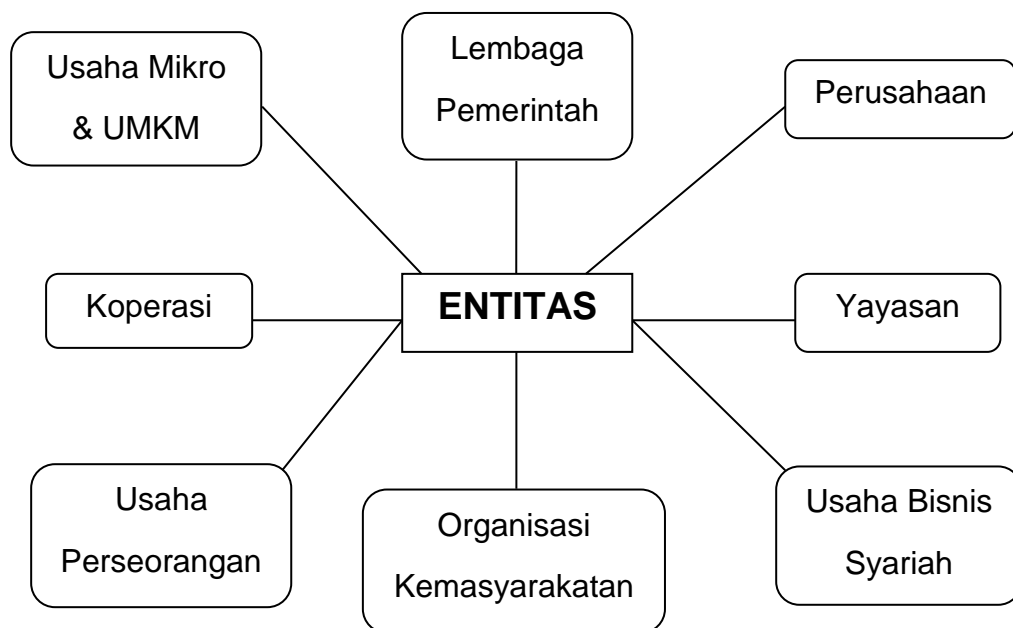 Usaha Mikro
& UMKM
Lembaga
Pemerintah
Perusahaan
Koperasi
ENTITAS
Yayasan
Usaha
Perseorangan
Organisasi
Kemasyarakatan
Usaha Bisnis
Syariah